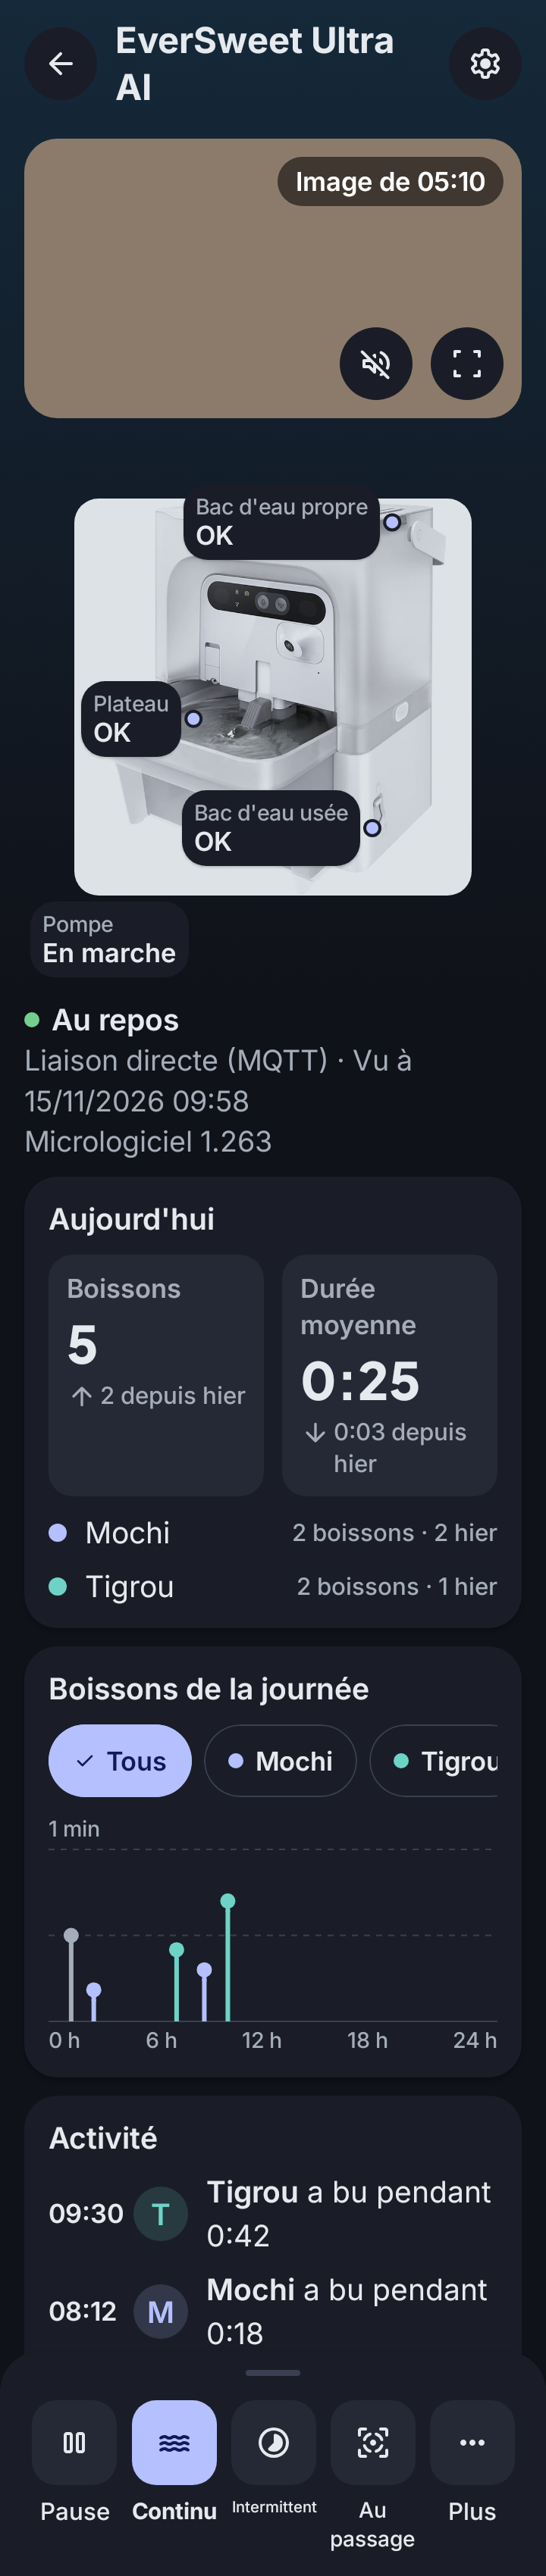 EverSweet Ultra
AI
Image de 05:10
Bac d'eau propre
OK
Plateau
OK
Bac d'eau usée
OK
Pompe
En marche
Au repos
Liaison directe (MQTT) · Vu à
15/11/2026 09:58
Micrologiciel 1.263
Aujourd'hui
Boissons
5
↑ 2 depuis hier
Durée
moyenne
0:25
↓ 0:03 depuis
hier
Mochi 2 boissons · 2 hier
Tigrou 2 boissons · 1 hier
Boissons de la journée
Tous Mochi Tigrou
1 min
0 h 6 h 12 h 18 h 24 h
Activité
09:30 T Tigrou a bu pendant
0:42
08:12 M Mochi a bu pendant
0:18
Pause Continu Intermittent Au
passage Plus